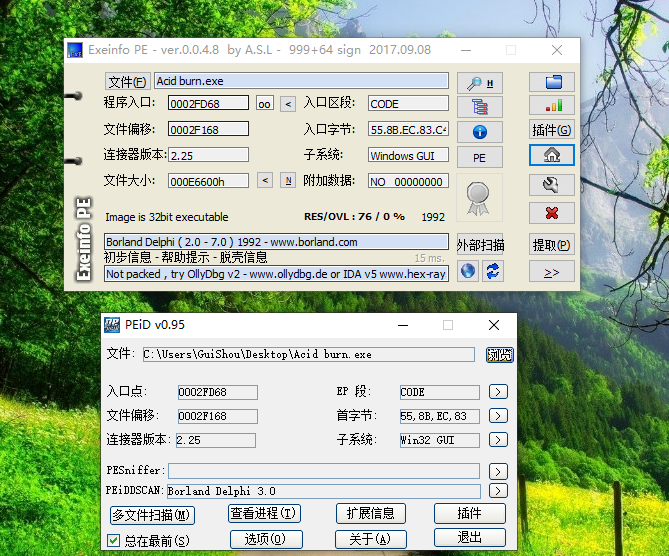 Exeinfo PE - ver.0.0.4.8 by A.S.L - 999+64 sign 2017.09.08
文件(F) Acid burn.exe H
程序入口: 0002FD68 oo < 入口区段: CODE
文件偏移: 0002F168 入口字节: 55.8B.EC.83.C4 插件(G)
连接器版本: 2.25 子系统: Windows GUI PE
文件大小: 000E6600h < N 附加数据: NO 00000000
Image is 32bit executable RES/OVL : 76 / 0 % 1992
Exeinfo PE
Borland Delphi ( 2.0 - 7.0 ) 1992 - www.borland.com 外部扫描 提取(P)
初步信息 - 帮助提示 - 脱壳信息 15 ms.
Not packed , try OllyDbg v2 - www.ollydbg.de or IDA v5 www.hex-ray >>
PEiD v0.95
文件: C:\Users\GuiShou\Desktop\Acid burn.exe 浏览
入口点: 0002FD68 EP 段: CODE >
文件偏移: 0002F168 首字节: 55,8B,EC,83 >
连接器版本: 2.25 子系统: Win32 GUI >
PESniffer: >
PEiDDSCAN: Borland Delphi 3.0 >
多文件扫描(M) 查看进程(T) 扩展信息 插件
总在最前(S) 选项(O) 关于(A) 退出